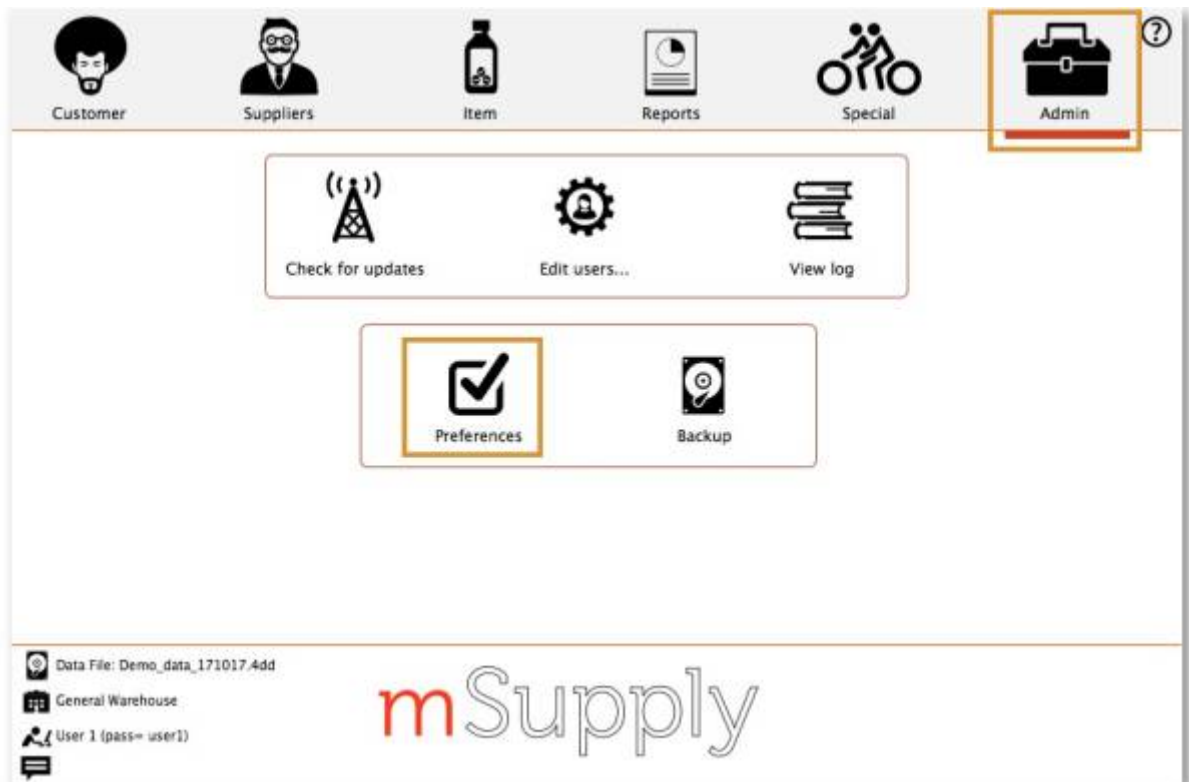 Customer Suppliers Item Reports Special Admin ?
Check for updates Edit users... View log
Preferences Backup
Data File: Demo_data_171017.4dd
General Warehouse
User 1 (pass= user1)
mSupply